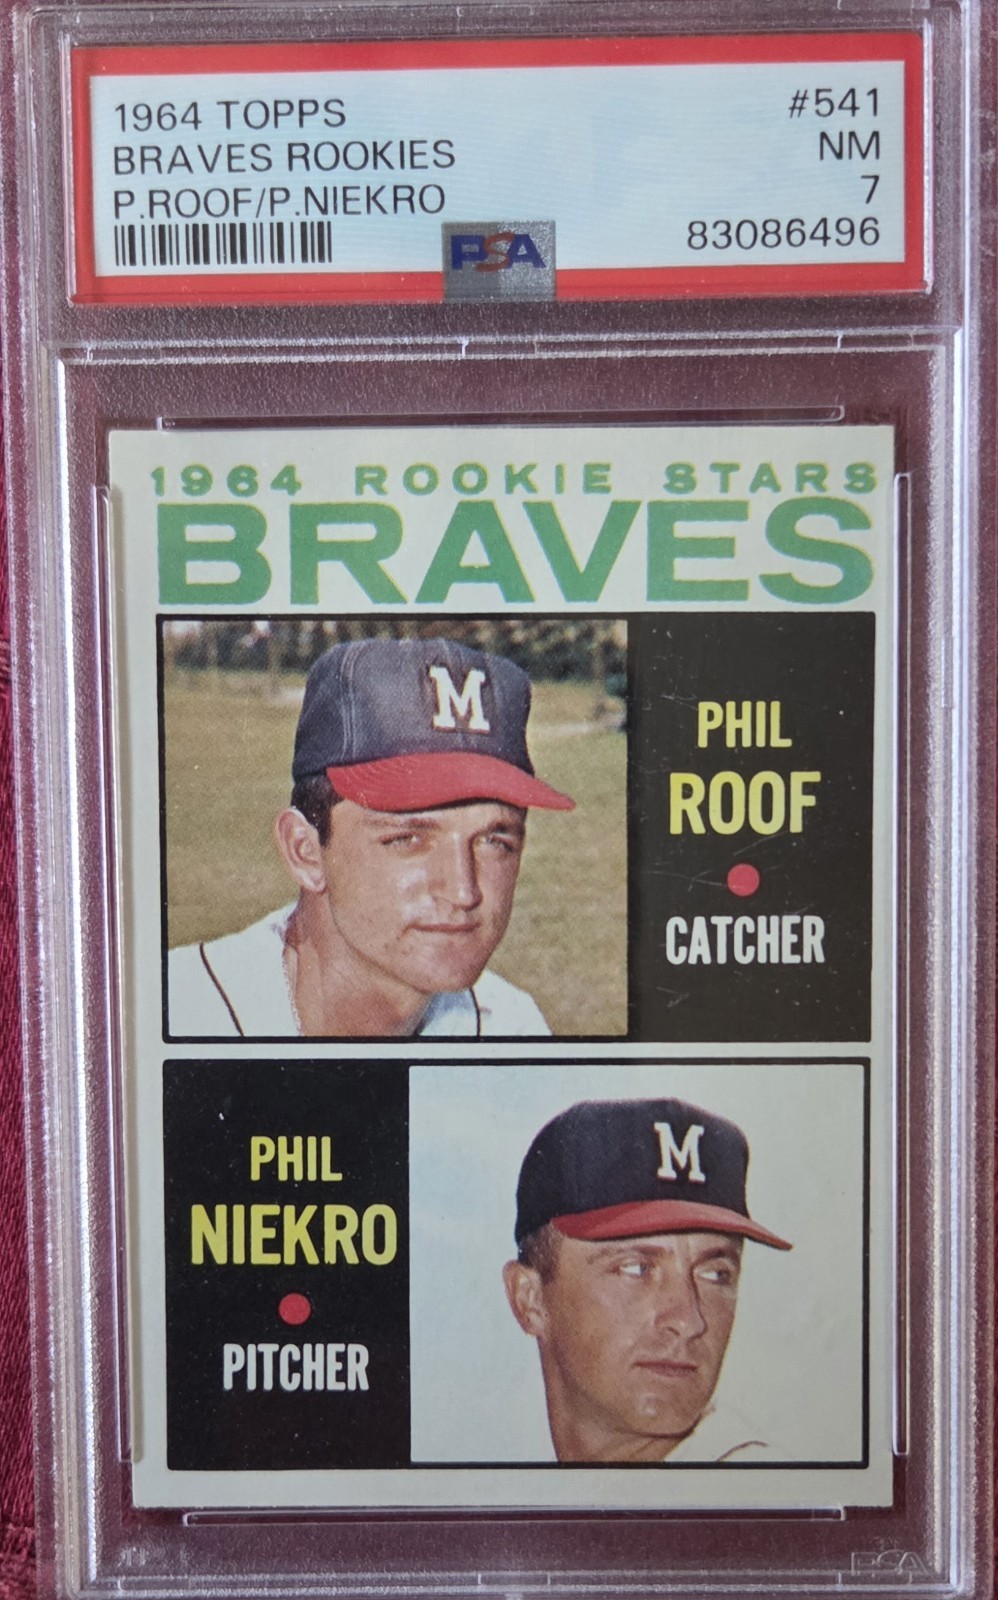 1964 TOPPS #541
BRAVES ROOKIES NM
P.ROOF/P.NIEKRO 7
83086496
PSA
1964 ROOKIE STARS
BRAVES
M
PHIL
ROOF
CATCHER
M
PHIL
NIEKRO
PITCHER
PSA